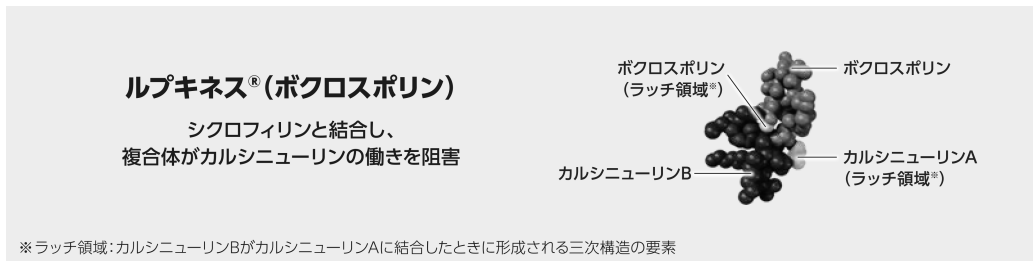 ルプキネス®(ボクロスポリン)
シクロフィリンと結合し、
複合体がカルシニューリンの働きを阻害
ボクロスポリン
(ラッチ領域※)
ボクロスポリン
カルシニューリンB
カルシニューリンA
(ラッチ領域※)
※ラッチ領域:カルシニューリンBがカルシニューリンAに結合したときに形成される三次構造の要素